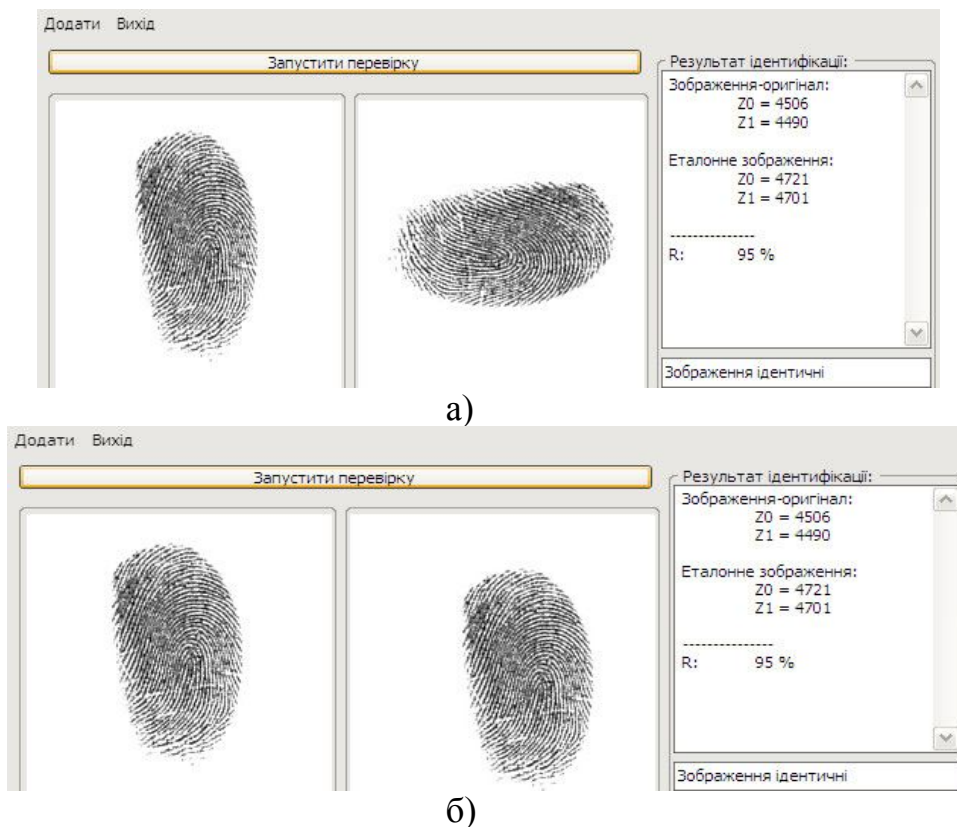 Додати Вихід
Запустити перевірку
Результат ідентифікації:
Зображення-оригінал:
Z0 = 4506
Z1 = 4490
Еталонне зображення:
Z0 = 4721
Z1 = 4701
---------------
R: 95 %
Зображення ідентичні
а)
Додати Вихід
Запустити перевірку
Результат ідентифікації:
Зображення-оригінал:
Z0 = 4506
Z1 = 4490
Еталонне зображення:
Z0 = 4721
Z1 = 4701
---------------
R: 95 %
Зображення ідентичні
б)